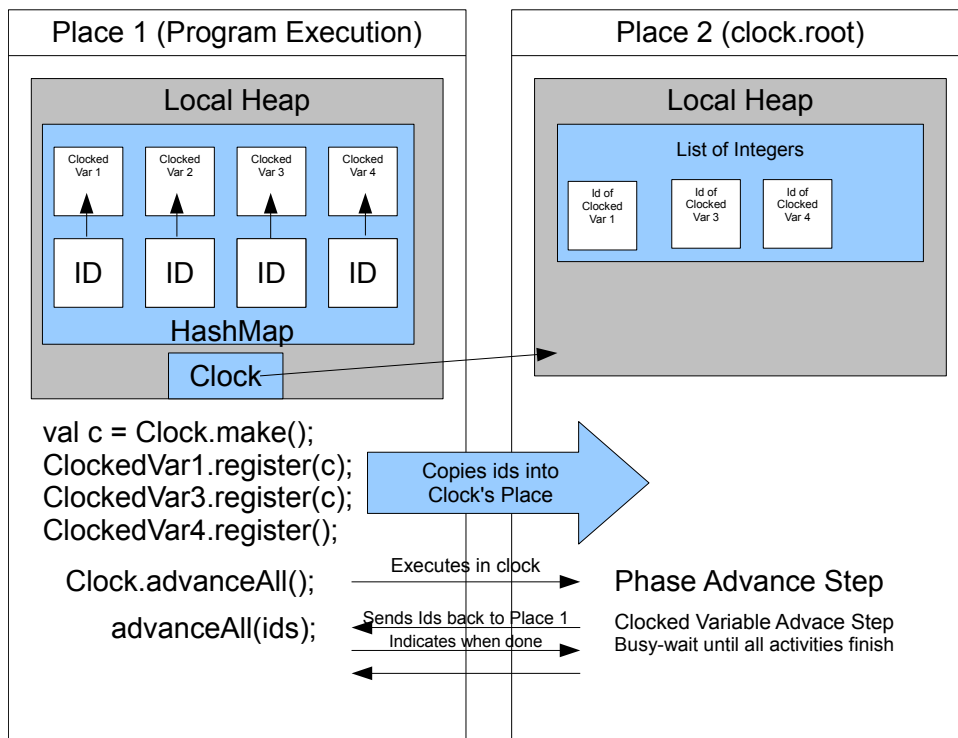 Place 1 (Program Execution)
Local Heap
Clocked
Var 1
Clocked
Var 2
Clocked
Var 3
Clocked
Var 4
ID
ID
ID
ID
HashMap
Clock
Place 2 (clock.root)
Local Heap
List of Integers
Id of
Clocked
Var 1
Id of
Clocked
Var 3
Id of
Clocked
Var 4
val c = Clock.make();
ClockedVar1.register(c);
ClockedVar3.register(c);
ClockedVar4.register();
Copies ids into
Clock's Place
Clock.advanceAll();
Executes in clock
Phase Advance Step
advanceAll(ids);
Sends Ids back to Place 1
Indicates when done
Clocked Variable Advace Step
Busy-wait until all activities finish